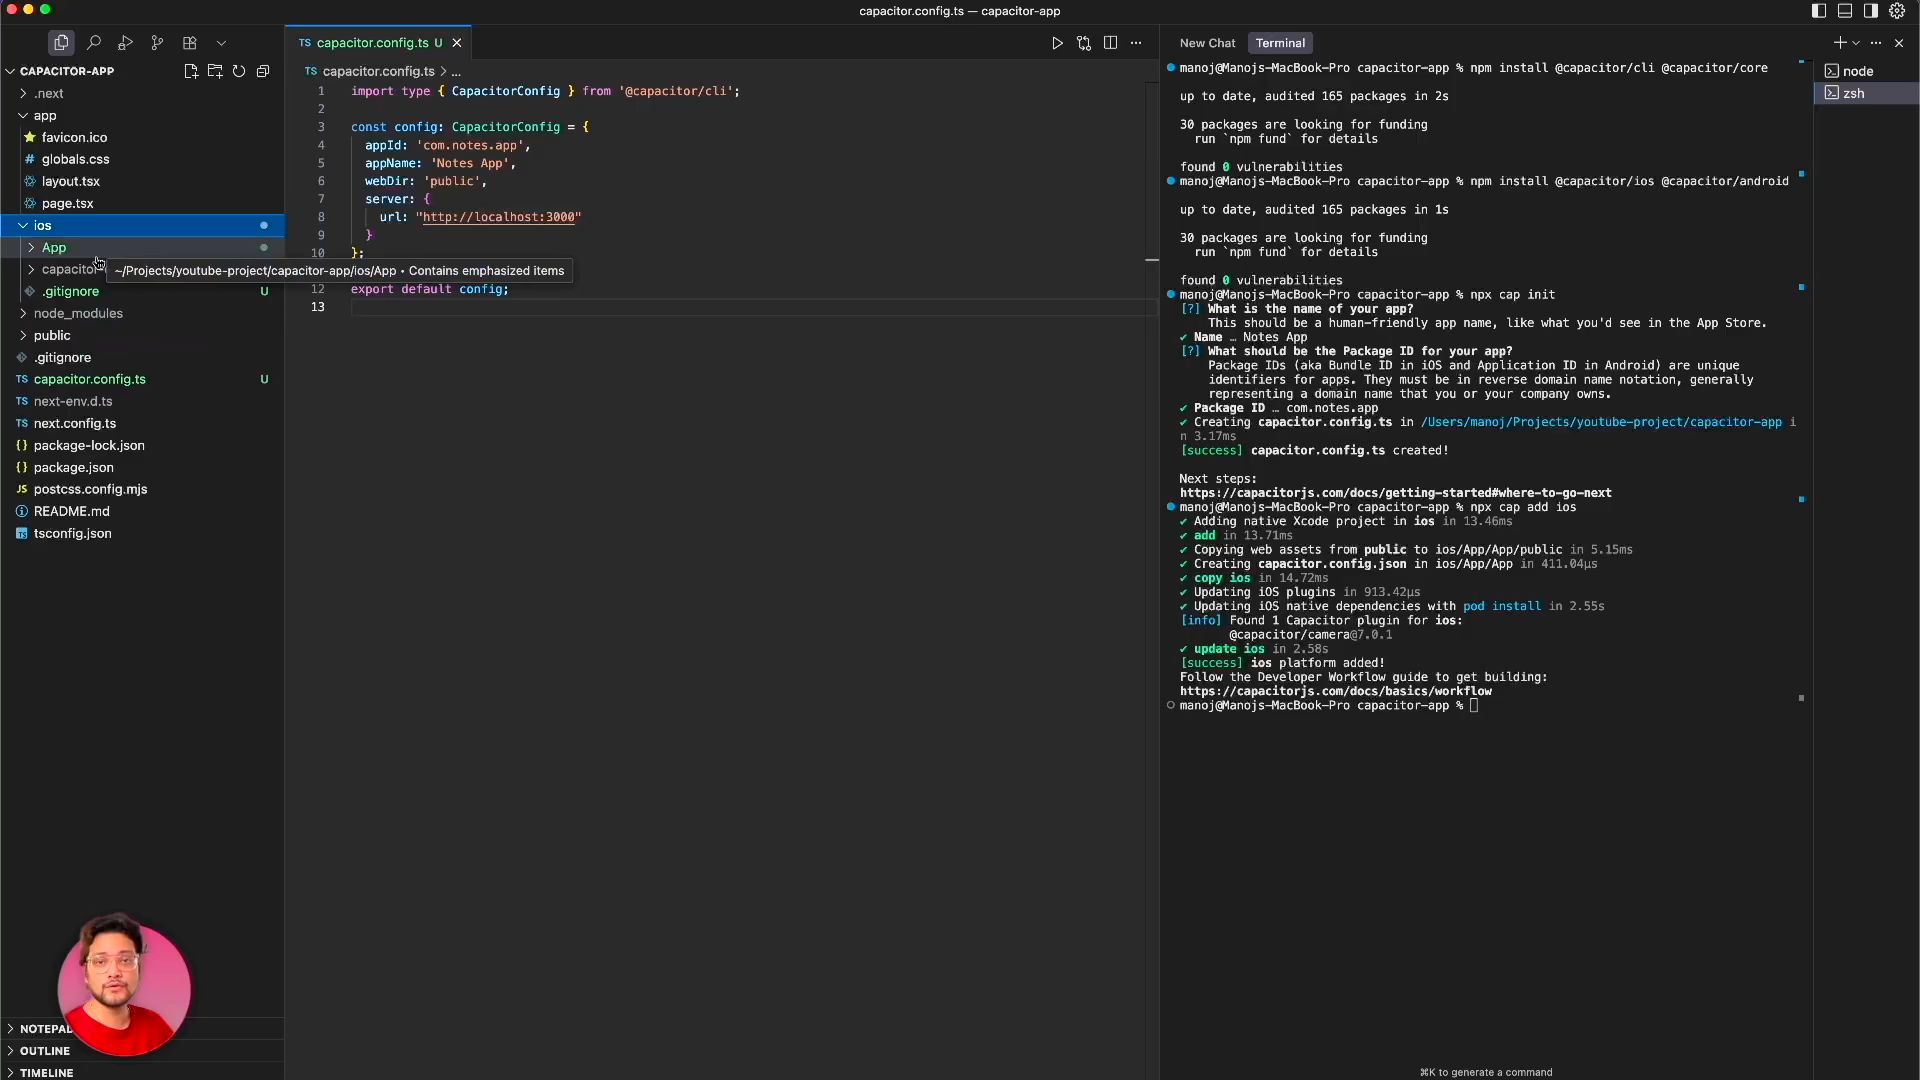 capacitor.config.ts — capacitor-app
CAPACITOR-APP
.next
app
favicon.ico
# globals.css
layout.tsx
page.tsx
ios
App
capacitor
.gitignore U
node_modules
public
.gitignore
TS capacitor.config.ts U
TS next-env.d.ts
TS next.config.ts
{} package-lock.json
{} package.json
JS postcss.config.mjs
README.md
tsconfig.json
NOTEPAD
OUTLINE
TIMELINE
TS capacitor.config.ts U
TS capacitor.config.ts > ...
1 import type { CapacitorConfig } from '@capacitor/cli';
2
3 const config: CapacitorConfig = {
4 appId: 'com.notes.app',
5 appName: 'Notes App',
6 webDir: 'public',
7 server: {
8 url: "http://localhost:3000"
9 }
10 };
~/Projects/youtube-project/capacitor-app/ios/App • Contains emphasized items
12 export default config;
13
New Chat Terminal
manoj@Manojs-MacBook-Pro capacitor-app % npm install @capacitor/cli @capacitor/core
up to date, audited 165 packages in 2s
30 packages are looking for funding
run `npm fund` for details
found 0 vulnerabilities
manoj@Manojs-MacBook-Pro capacitor-app % npm install @capacitor/ios @capacitor/android
up to date, audited 165 packages in 1s
30 packages are looking for funding
run `npm fund` for details
found 0 vulnerabilities
manoj@Manojs-MacBook-Pro capacitor-app % npx cap init
[?] What is the name of your app?
This should be a human-friendly app name, like what you'd see in the App Store.
✔ Name … Notes App
[?] What should be the Package ID for your app?
Package IDs (aka Bundle ID in iOS and Application ID in Android) are unique
identifiers for apps. They must be in reverse domain name notation, generally
representing a domain name that you or your company owns.
✔ Package ID … com.notes.app
✔ Creating capacitor.config.ts in /Users/manoj/Projects/youtube-project/capacitor-app i
n 3.17ms
[success] capacitor.config.ts created!
Next steps:
https://capacitorjs.com/docs/getting-started#where-to-go-next
manoj@Manojs-MacBook-Pro capacitor-app % npx cap add ios
✔ Adding native Xcode project in ios in 13.46ms
✔ add in 13.71ms
✔ Copying web assets from public to ios/App/App/public in 5.15ms
✔ Creating capacitor.config.json in ios/App/App in 411.04μs
✔ copy ios in 14.72ms
✔ Updating iOS plugins in 913.42μs
✔ Updating iOS native dependencies with pod install in 2.55s
[info] Found 1 Capacitor plugin for ios:
@capacitor/camera@7.0.1
✔ update ios in 2.58s
[success] ios platform added!
Follow the Developer Workflow guide to get building:
https://capacitorjs.com/docs/basics/workflow
manoj@Manojs-MacBook-Pro capacitor-app %
node
zsh
⌘K to generate a command